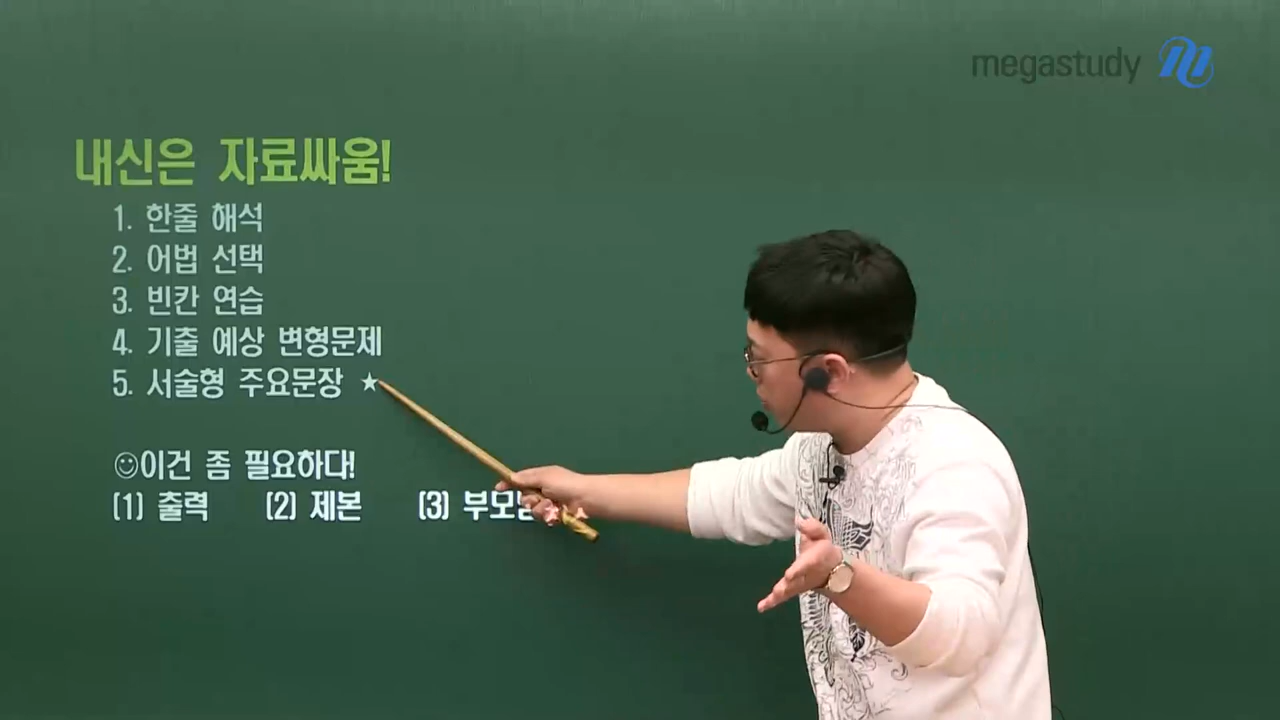 megastudy
내신은 자료싸움!
1. 한줄 해석
2. 어법 선택
3. 빈칸 연습
4. 기출 예상 변형문제
5. 서술형 주요문장 ★
☺이건 좀 필요하다!
(1) 출력 (2) 제본 (3)